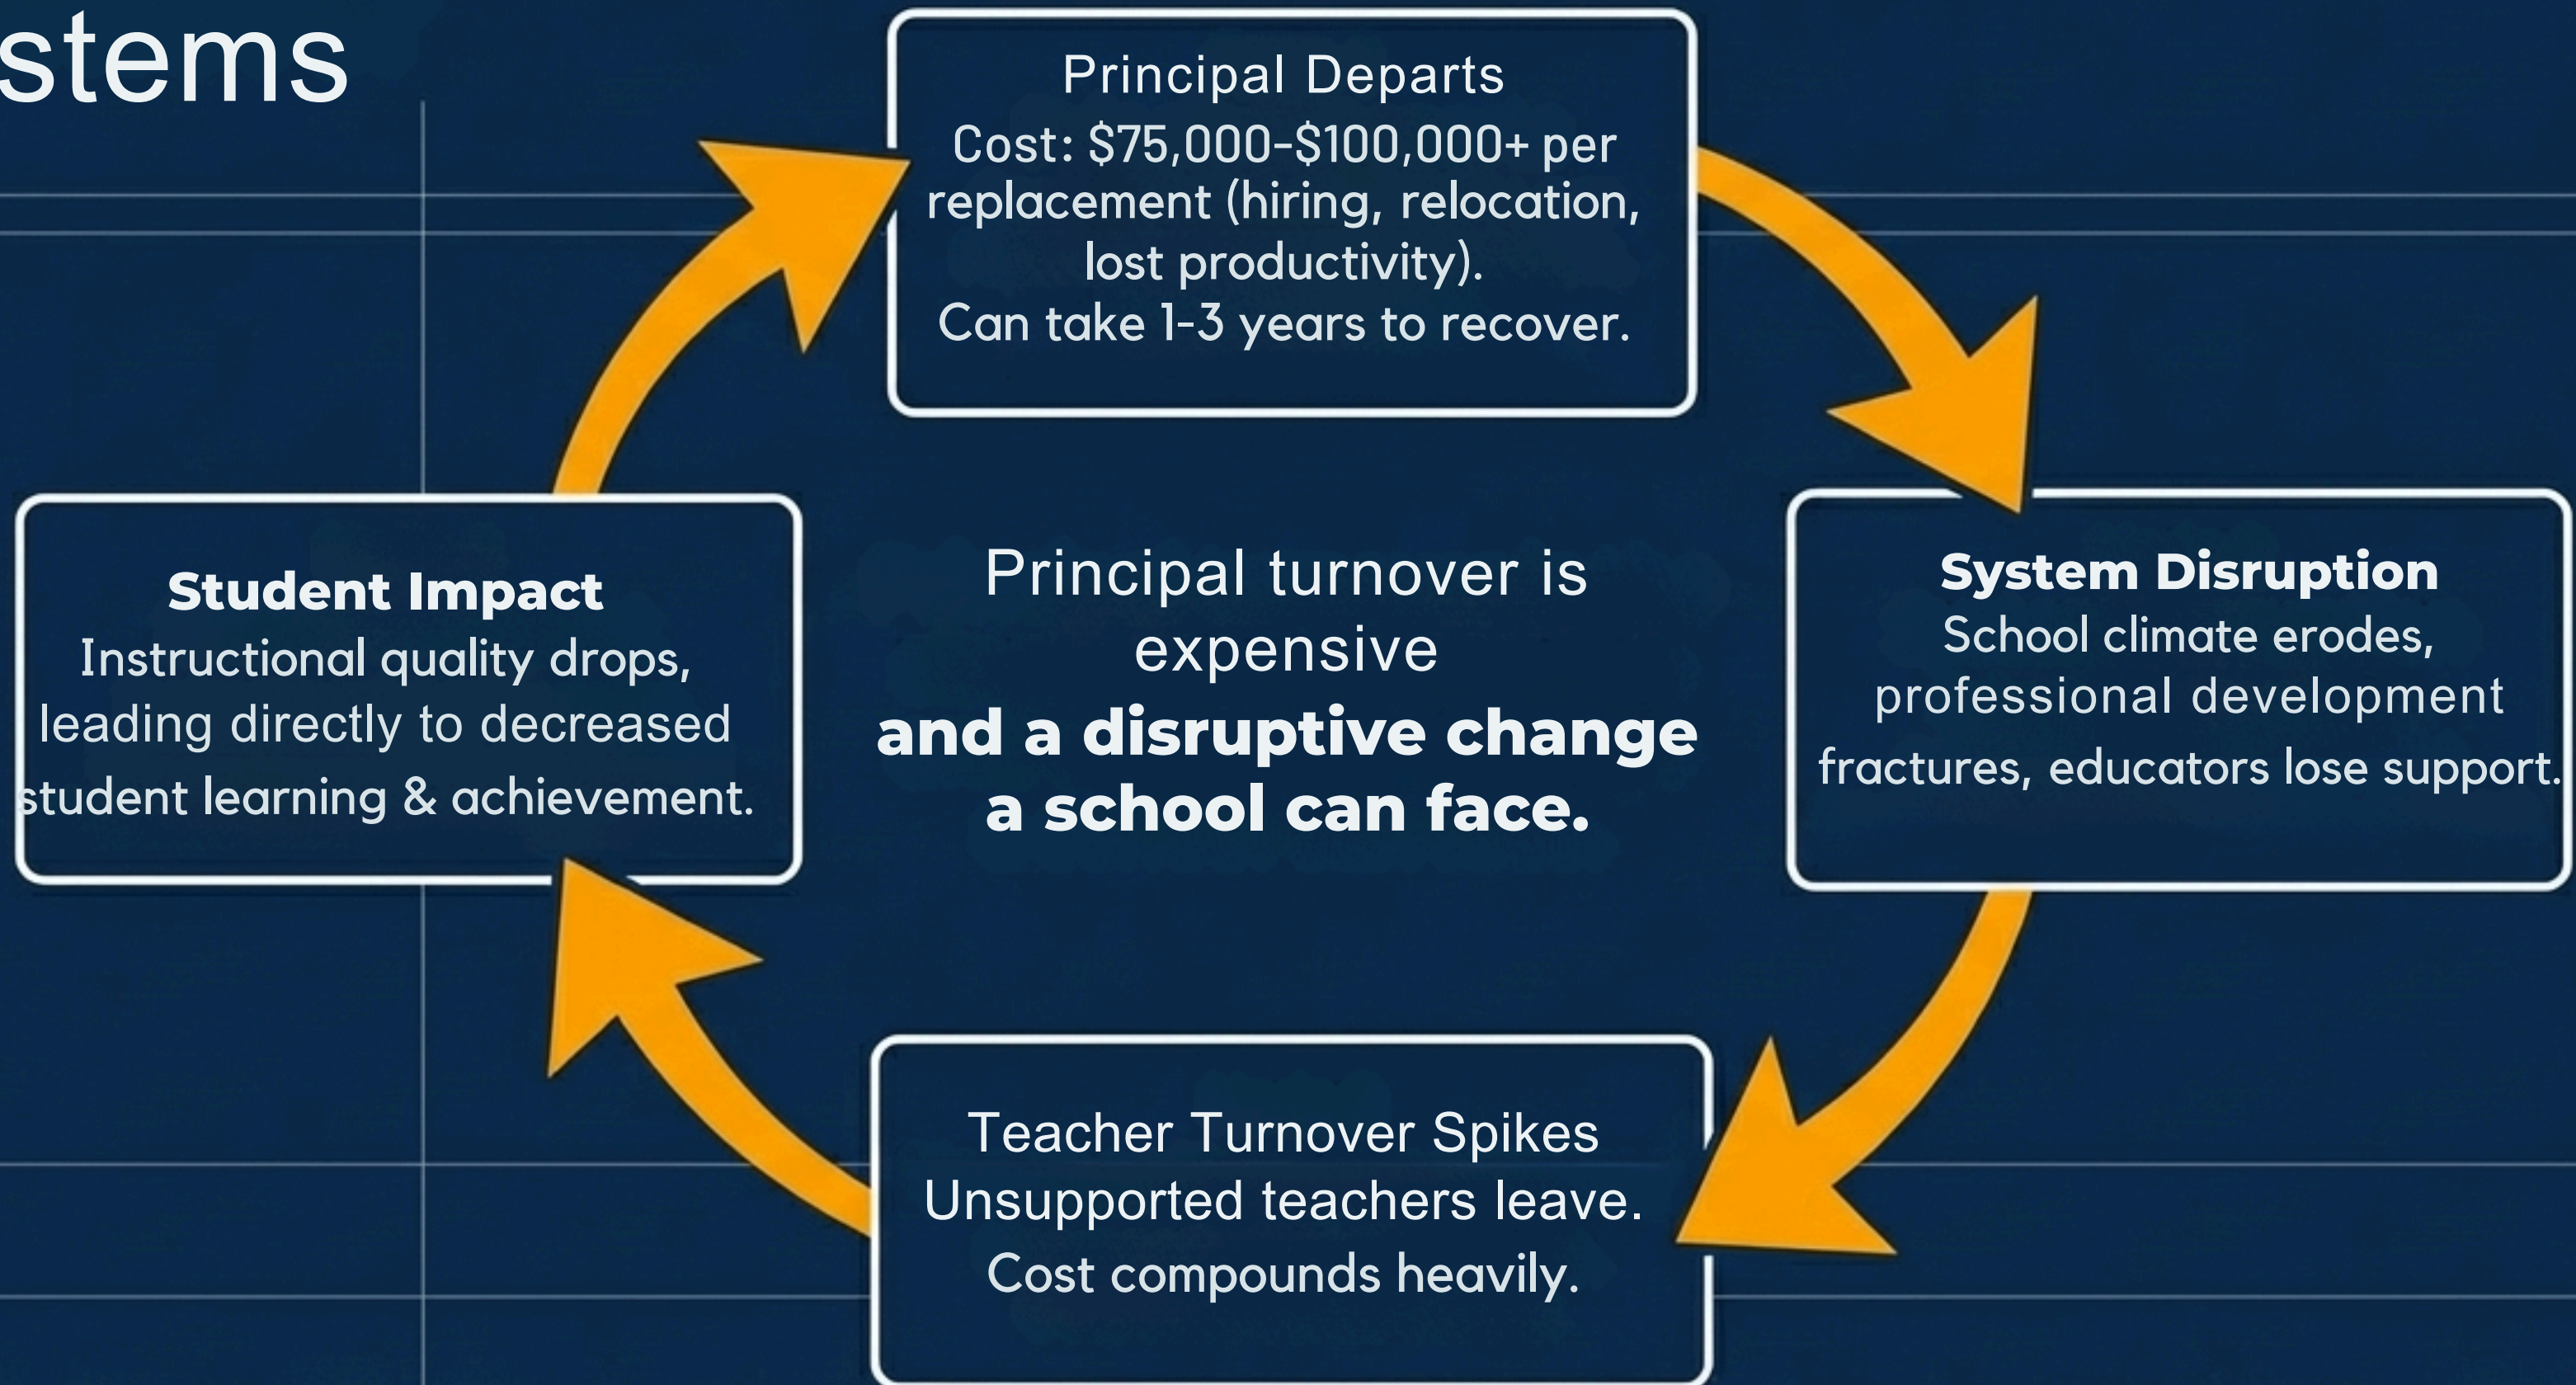 stems
Principal Departs
Cost: $75,000-$100,000+ per
replacement (hiring, relocation,
lost productivity).
Can take 1-3 years to recover.
System Disruption
School climate erodes,
professional development
fractures, educators lose support.
Teacher Turnover Spikes
Unsupported teachers leave.
Cost compounds heavily.
Student Impact
Instructional quality drops,
leading directly to decreased
student learning & achievement.
Principal turnover is
expensive
and a disruptive change
a school can face.